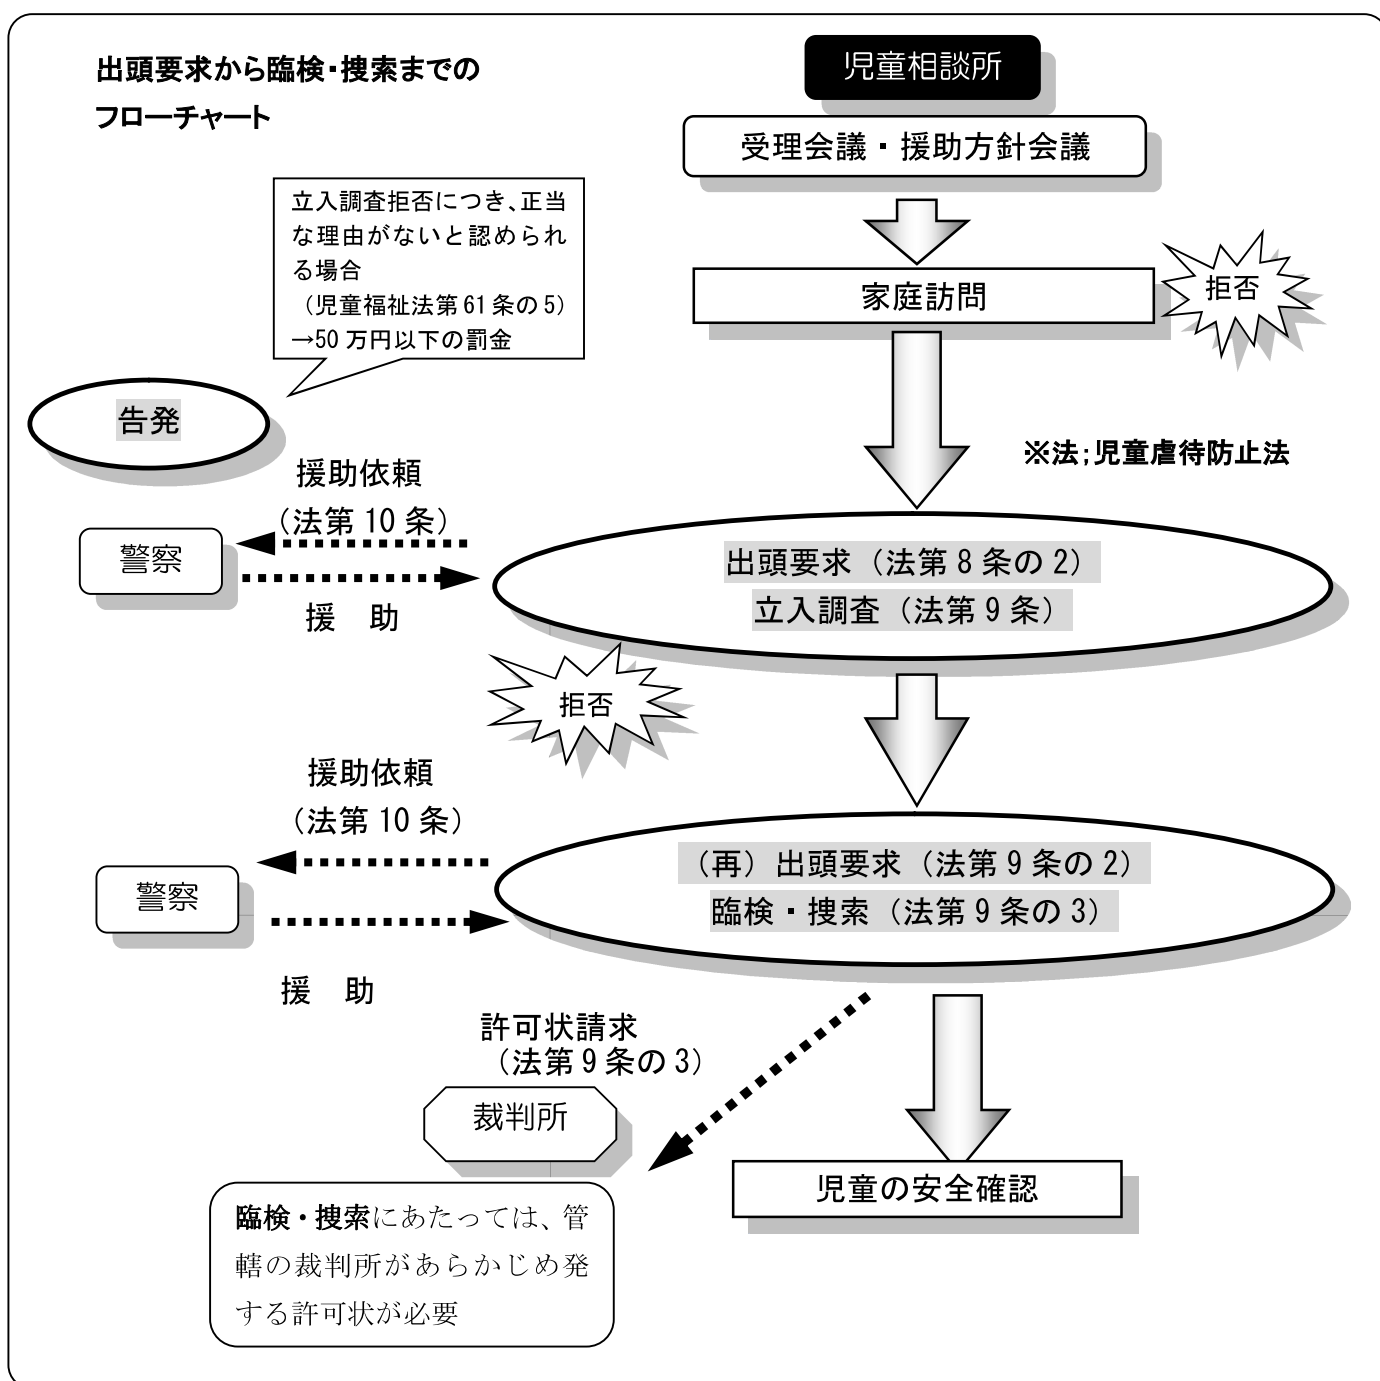 出頭要求から臨検・捜索までの
フローチャート
児童相談所
受理会議・援助方針会議
立入調査拒否につき、正当
な理由がないと認められ
る場合
（児童福祉法第61条の5）
→50万円以下の罰金
家庭訪問
拒否
告発
※法；児童虐待防止法
援助依頼
（法第10条）
警察
援　助
出頭要求（法第8条の2）
立入調査（法第9条）
拒否
援助依頼
（法第10条）
警察
援　助
（再）出頭要求（法第9条の2）
臨検・捜索（法第9条の3）
許可状請求
（法第9条の3）
裁判所
児童の安全確認
臨検・捜索にあたっては、管
轄の裁判所があらかじめ発
する許可状が必要